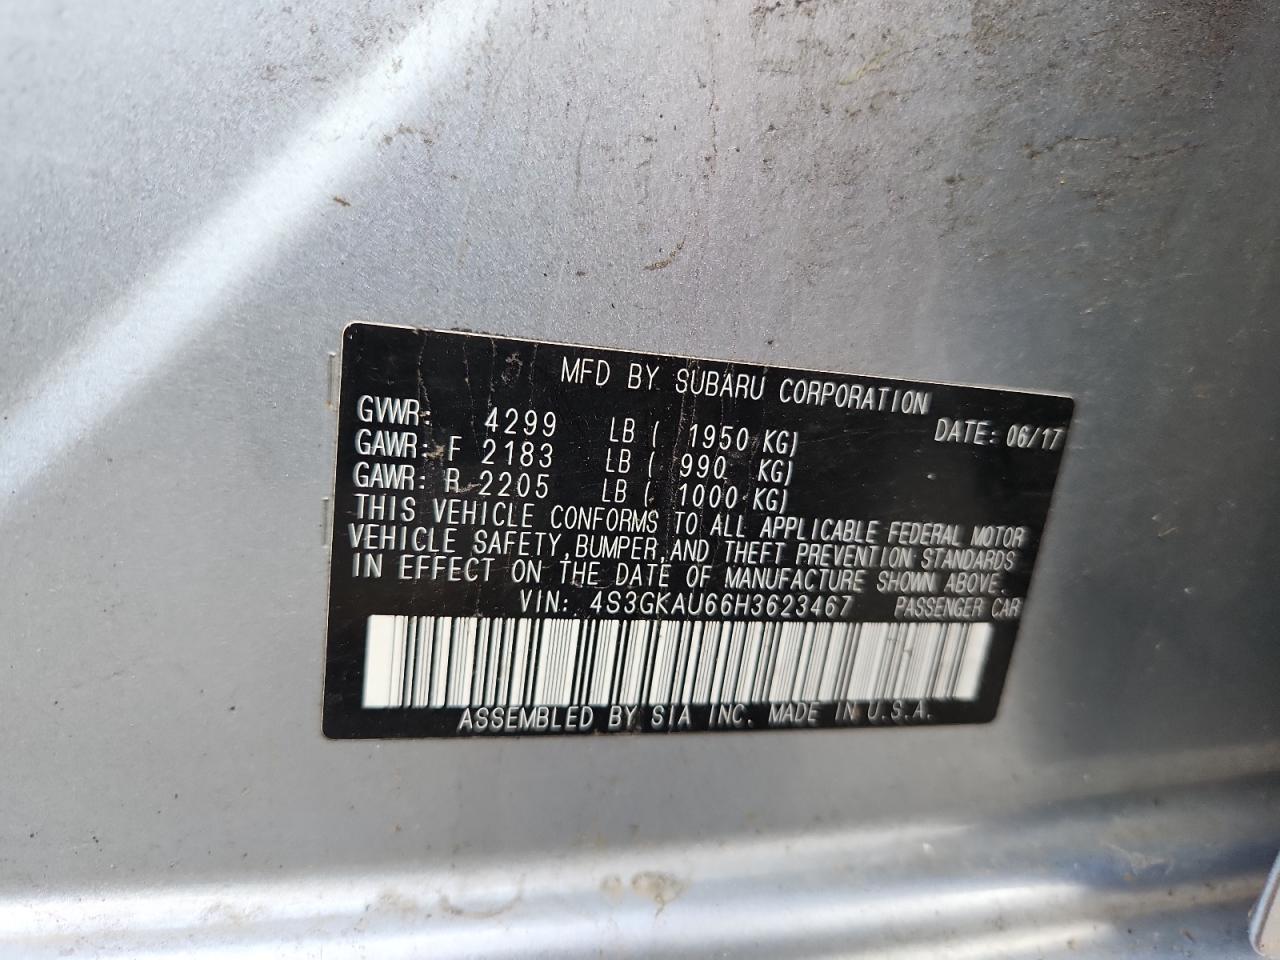 MFD BY SUBARU CORPORATION
GVWR: 4299 LB ( 1950 KG) DATE: 06/17
GAWR: F 2183 LB ( 990 KG)
GAWR: R 2205 LB ( 1000 KG)
THIS VEHICLE CONFORMS TO ALL APPLICABLE FEDERAL MOTOR
VEHICLE SAFETY, BUMPER, AND THEFT PREVENTION STANDARDS
IN EFFECT ON THE DATE OF MANUFACTURE SHOWN ABOVE.
VIN: 4S3GKAU66H3623467 PASSENGER CAR
ASSEMBLED BY SIA INC. MADE IN U.S.A.